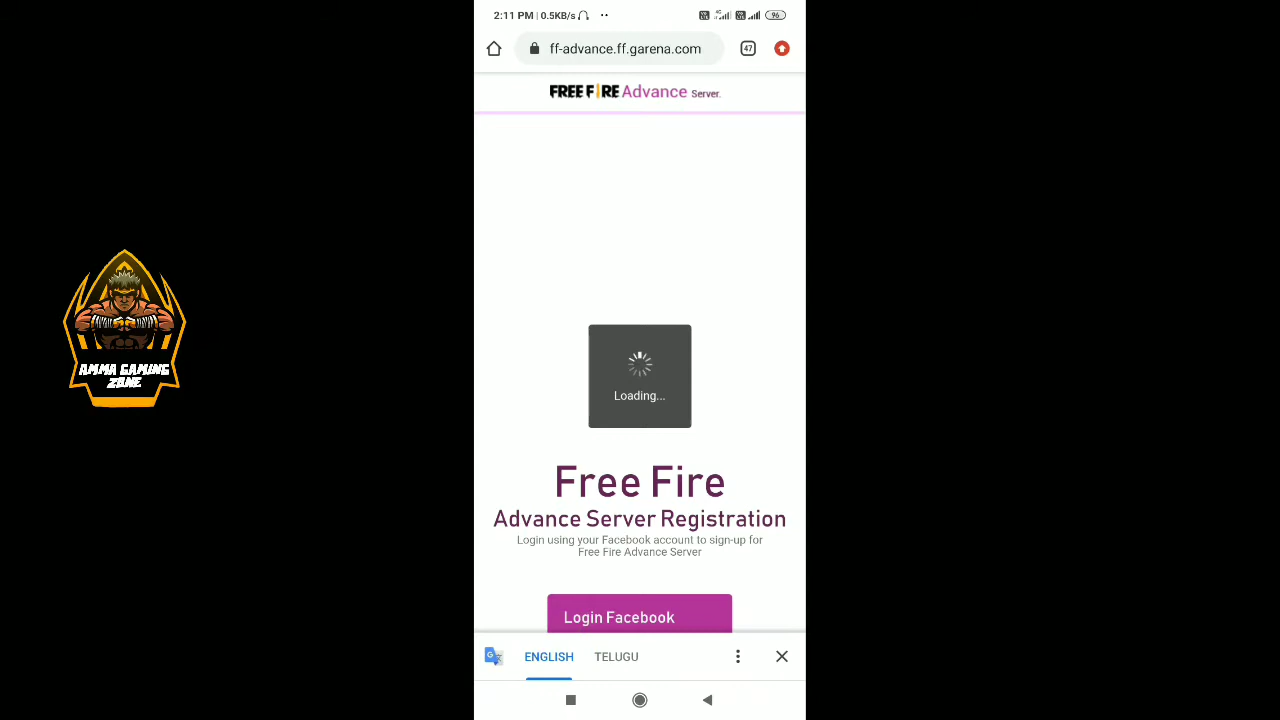 2:11 PM | 0.5KB/s
96
ff-advance.ff.garena.com
47
FREE FIRE Advance Server.
Loading...
AMMA GAMING
ZONE
Free Fire
Advance Server Registration
Login using your Facebook account to sign-up for
Free Fire Advance Server
Login Facebook
ENGLISH TELUGU